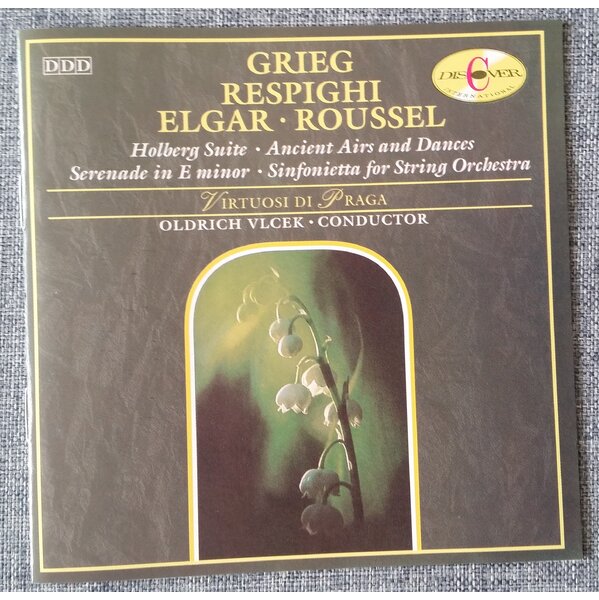 DDD
GRIEG
RESPIGHI
ELGAR · ROUSSEL
DISCOVER
INTERNATIONAL
Holberg Suite · Ancient Airs and Dances
Serenade in E minor · Sinfonietta for String Orchestra
VIRTUOSI DI PRAGA
OLDRICH VLCEK · CONDUCTOR